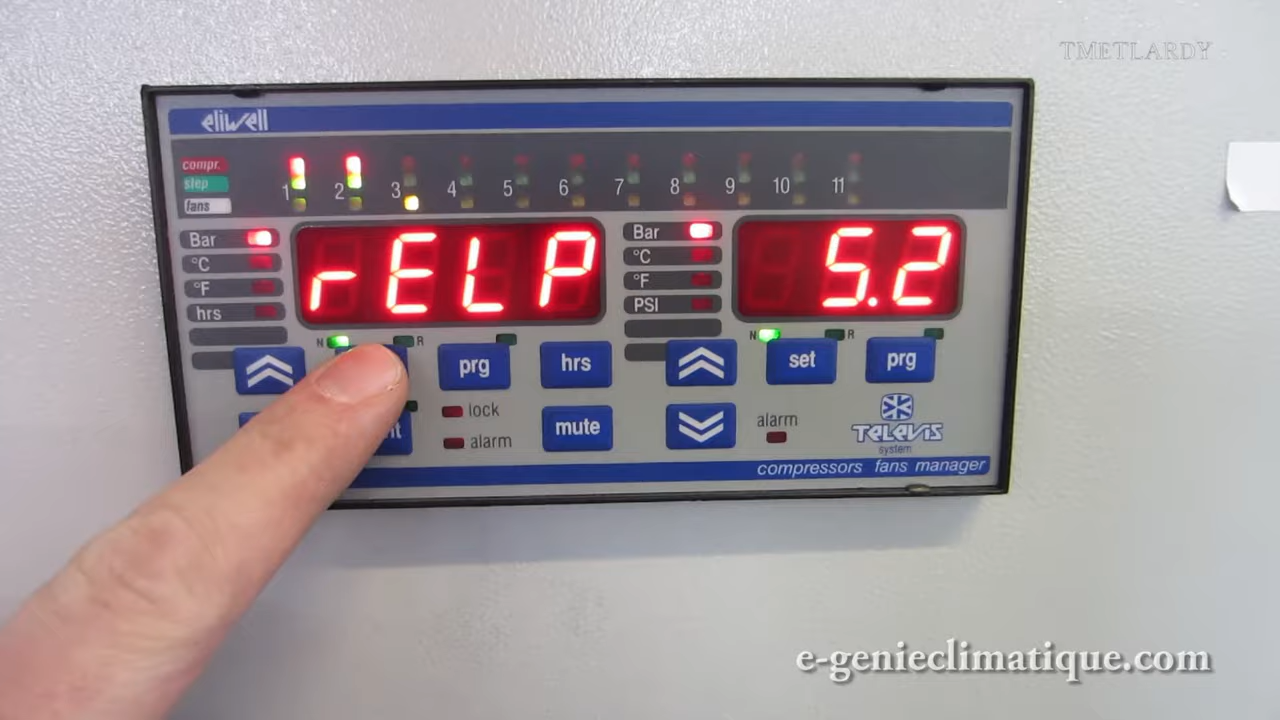 TMETLARDY
eliwell
compr.
step
fans
1 2 3 4 5 6 7 8 9 10 11
Bar
°C
°F
hrs
rELP
Bar
°C
°F
PSI
5.2
N R
N R
prg hrs
set prg
lock
alarm
mute
alarm
TELEVIS
system
compressors fans manager
e-genieclimatique.com